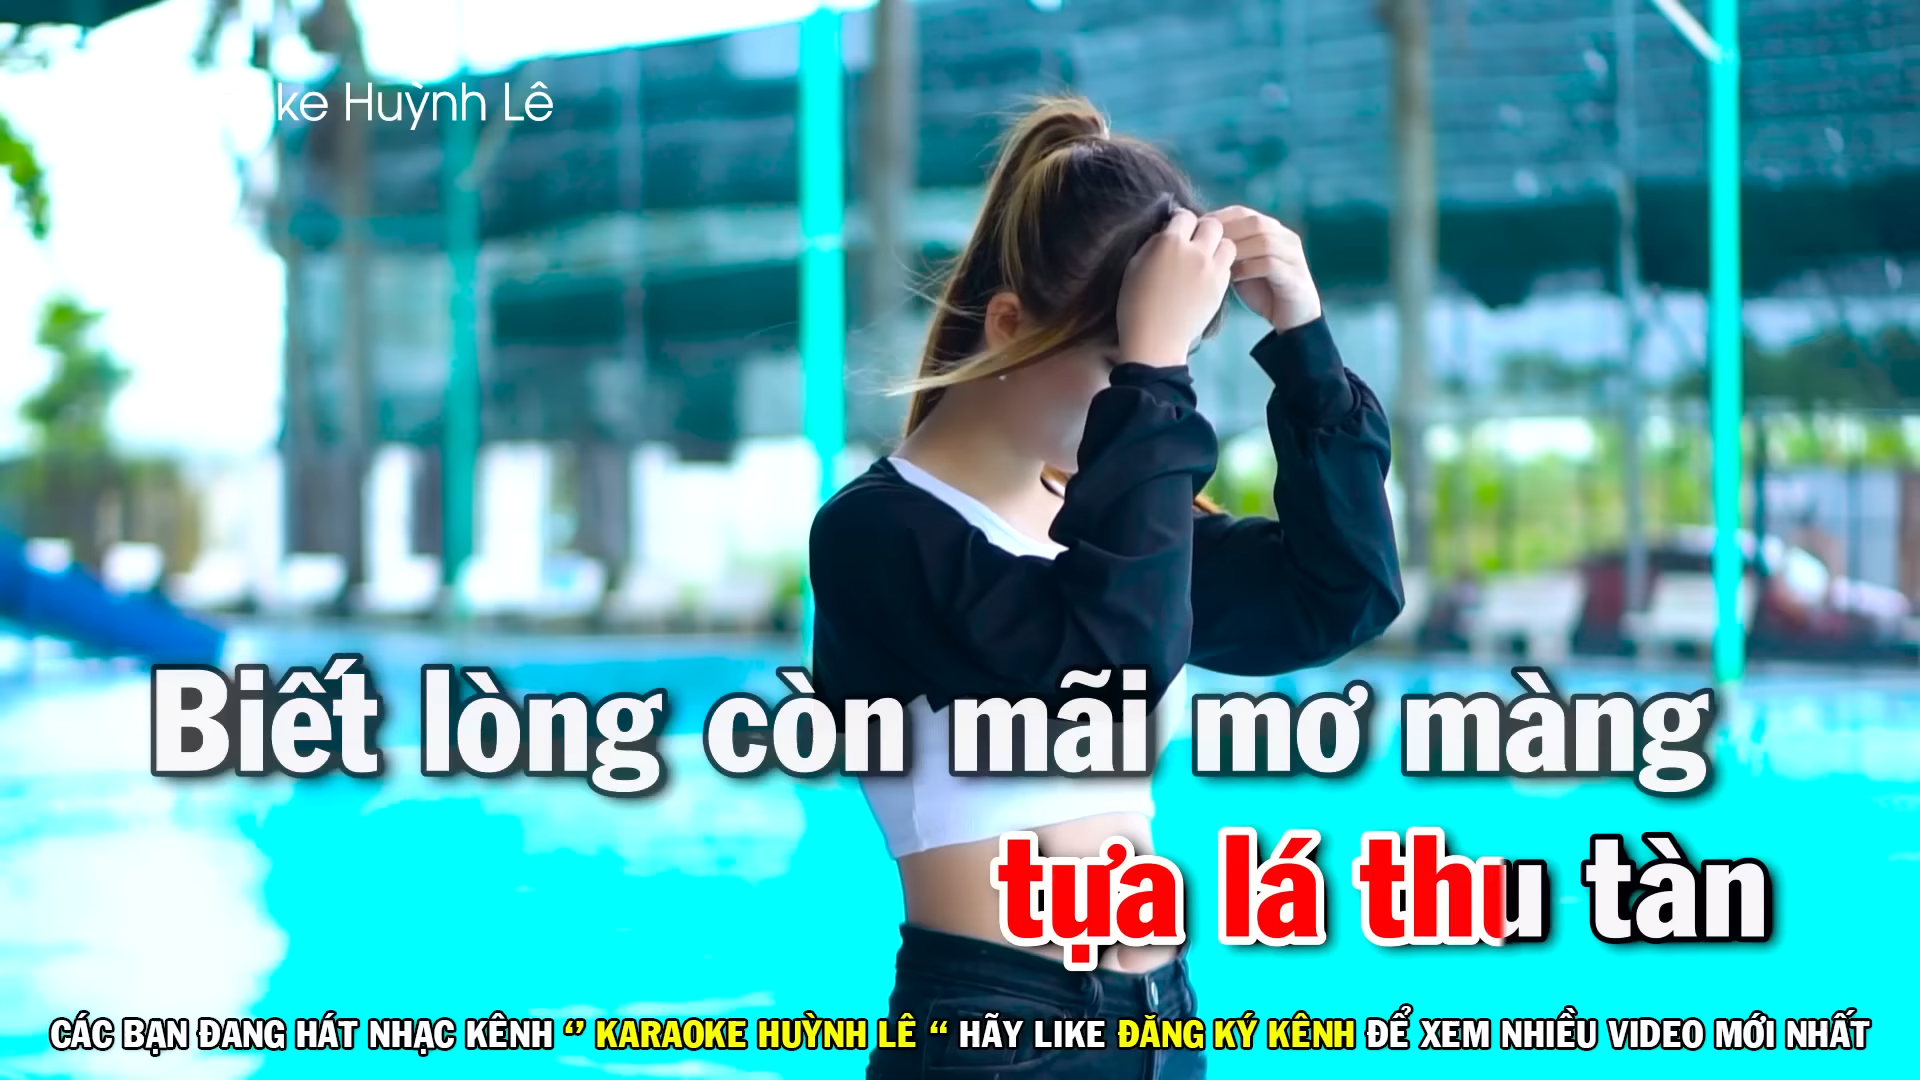 ke Huỳnh Lê
Biết lòng còn mãi mơ màng
tựa lá thu tàn
CÁC BẠN ĐANG HÁT NHẠC KÊNH ‘’ KARAOKE HUỲNH LÊ “ HÃY LIKE ĐĂNG KÝ KÊNH ĐỂ XEM NHIỀU VIDEO MỚI NHẤT